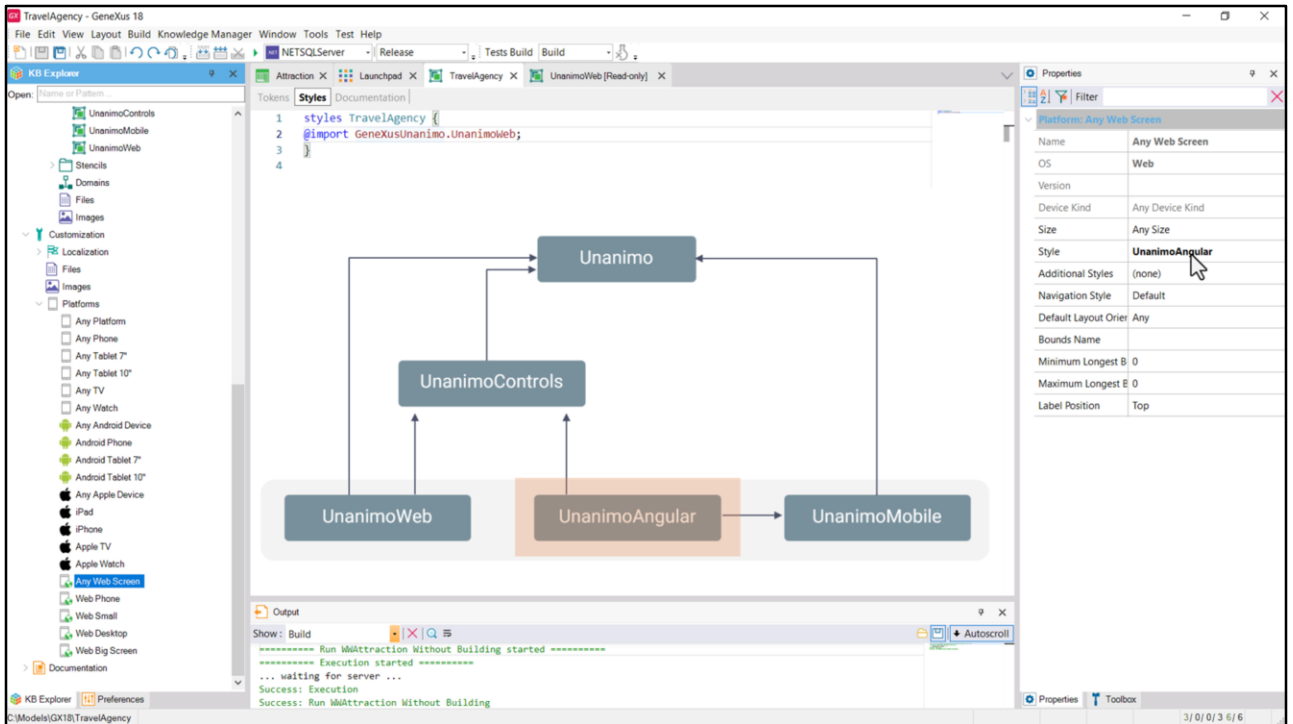 GX TravelAgency - GeneXus 18
File Edit View Layout Build Knowledge Manager Window Tools Test Help
NETSQLServer Release Tests Build Build
KB Explorer
Open: Name or Pattern...
UnanimoControls
UnanimoMobile
UnanimoWeb
Stencils
Domains
Files
Images
Customization
Localization
Files
Images
Platforms
Any Platform
Any Phone
Any Tablet 7"
Any Tablet 10"
Any TV
Any Watch
Any Android Device
Android Phone
Android Tablet 7"
Android Tablet 10"
Any Apple Device
iPad
iPhone
Apple TV
Apple Watch
Any Web Screen
Web Phone
Web Small
Web Desktop
Web Big Screen
Documentation
KB Explorer Preferences
Attraction X Launchpad X TravelAgency X UnanimoWeb [Read-only] X
Tokens Styles Documentation
1 styles TravelAgency {
2 @import GeneXusUnanimo.UnanimoWeb;
3 }
4
Unanimo
UnanimoControls
UnanimoWeb
UnanimoAngular
UnanimoMobile
Output
Show: Build Autoscroll
========== Run WWAttraction Without Building started ==========
========== Execution started ==========
... waiting for server ...
Success: Execution
Success: Run WWAttraction Without Building
Properties
Filter
Platform: Any Web Screen
Name Any Web Screen
OS Web
Version
Device Kind Any Device Kind
Size Any Size
Style UnanimoAngular
Additional Styles (none)
Navigation Style Default
Default Layout Orier Any
Bounds Name
Minimum Longest B 0
Maximum Longest B 0
Label Position Top
Properties Toolbox
C:\Models\GX18\TravelAgency
3/0/0/3 6/6